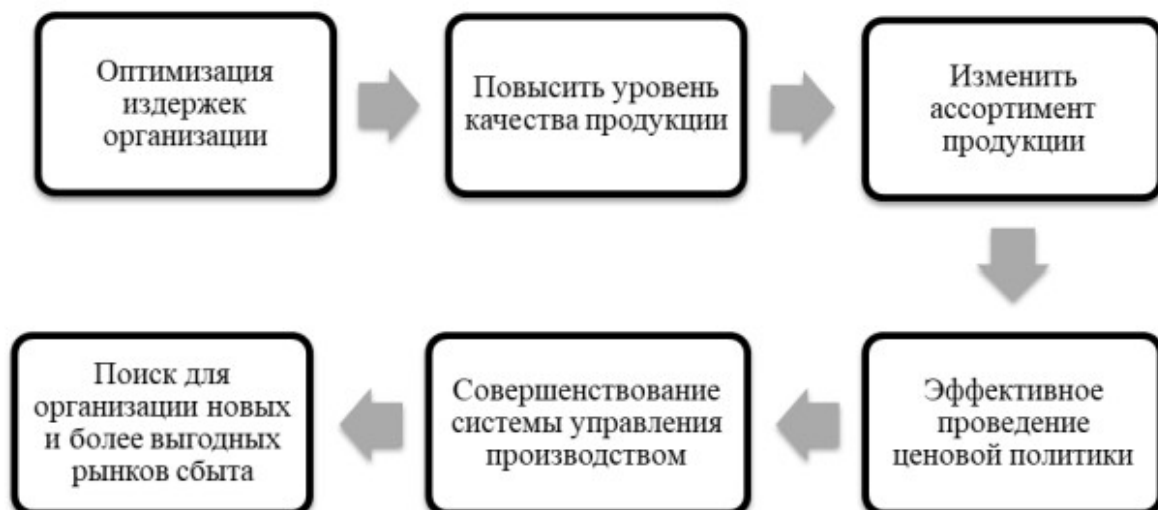 Оптимизация
издержек
организации
Повысить уровень
качества продукции
Изменить
ассортимент
продукции
Эффективное
проведение
ценовой политики
Совершенствование
системы управления
производством
Поиск для
организации новых
и более выгодных
рынков сбыта